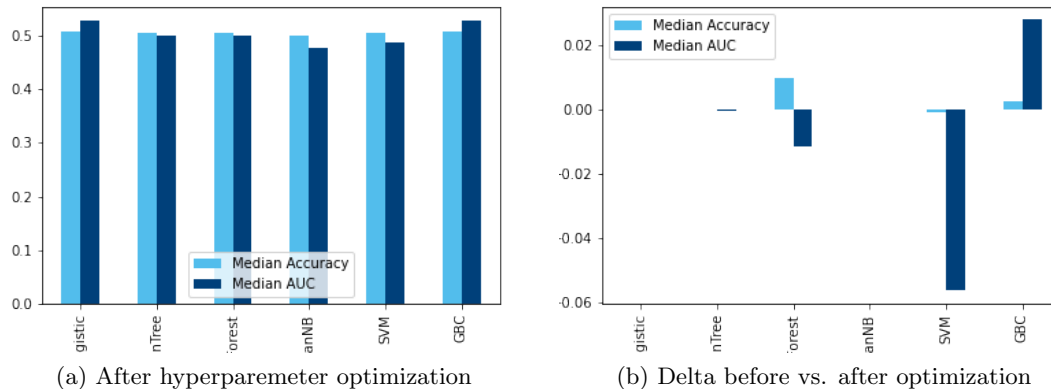 0.5
0.4
0.3
0.2
0.1
0.0
Median Accuracy
Median AUC
gistic
nTree
orest
anNB
SVM
GBC
(a) After hyperparemeter optimization
Median Accuracy
Median AUC
0.02
0.00
-0.02
-0.04
-0.06
gistic
nTree
orest
anNB
SVM
GBC
(b) Delta before vs. after optimization